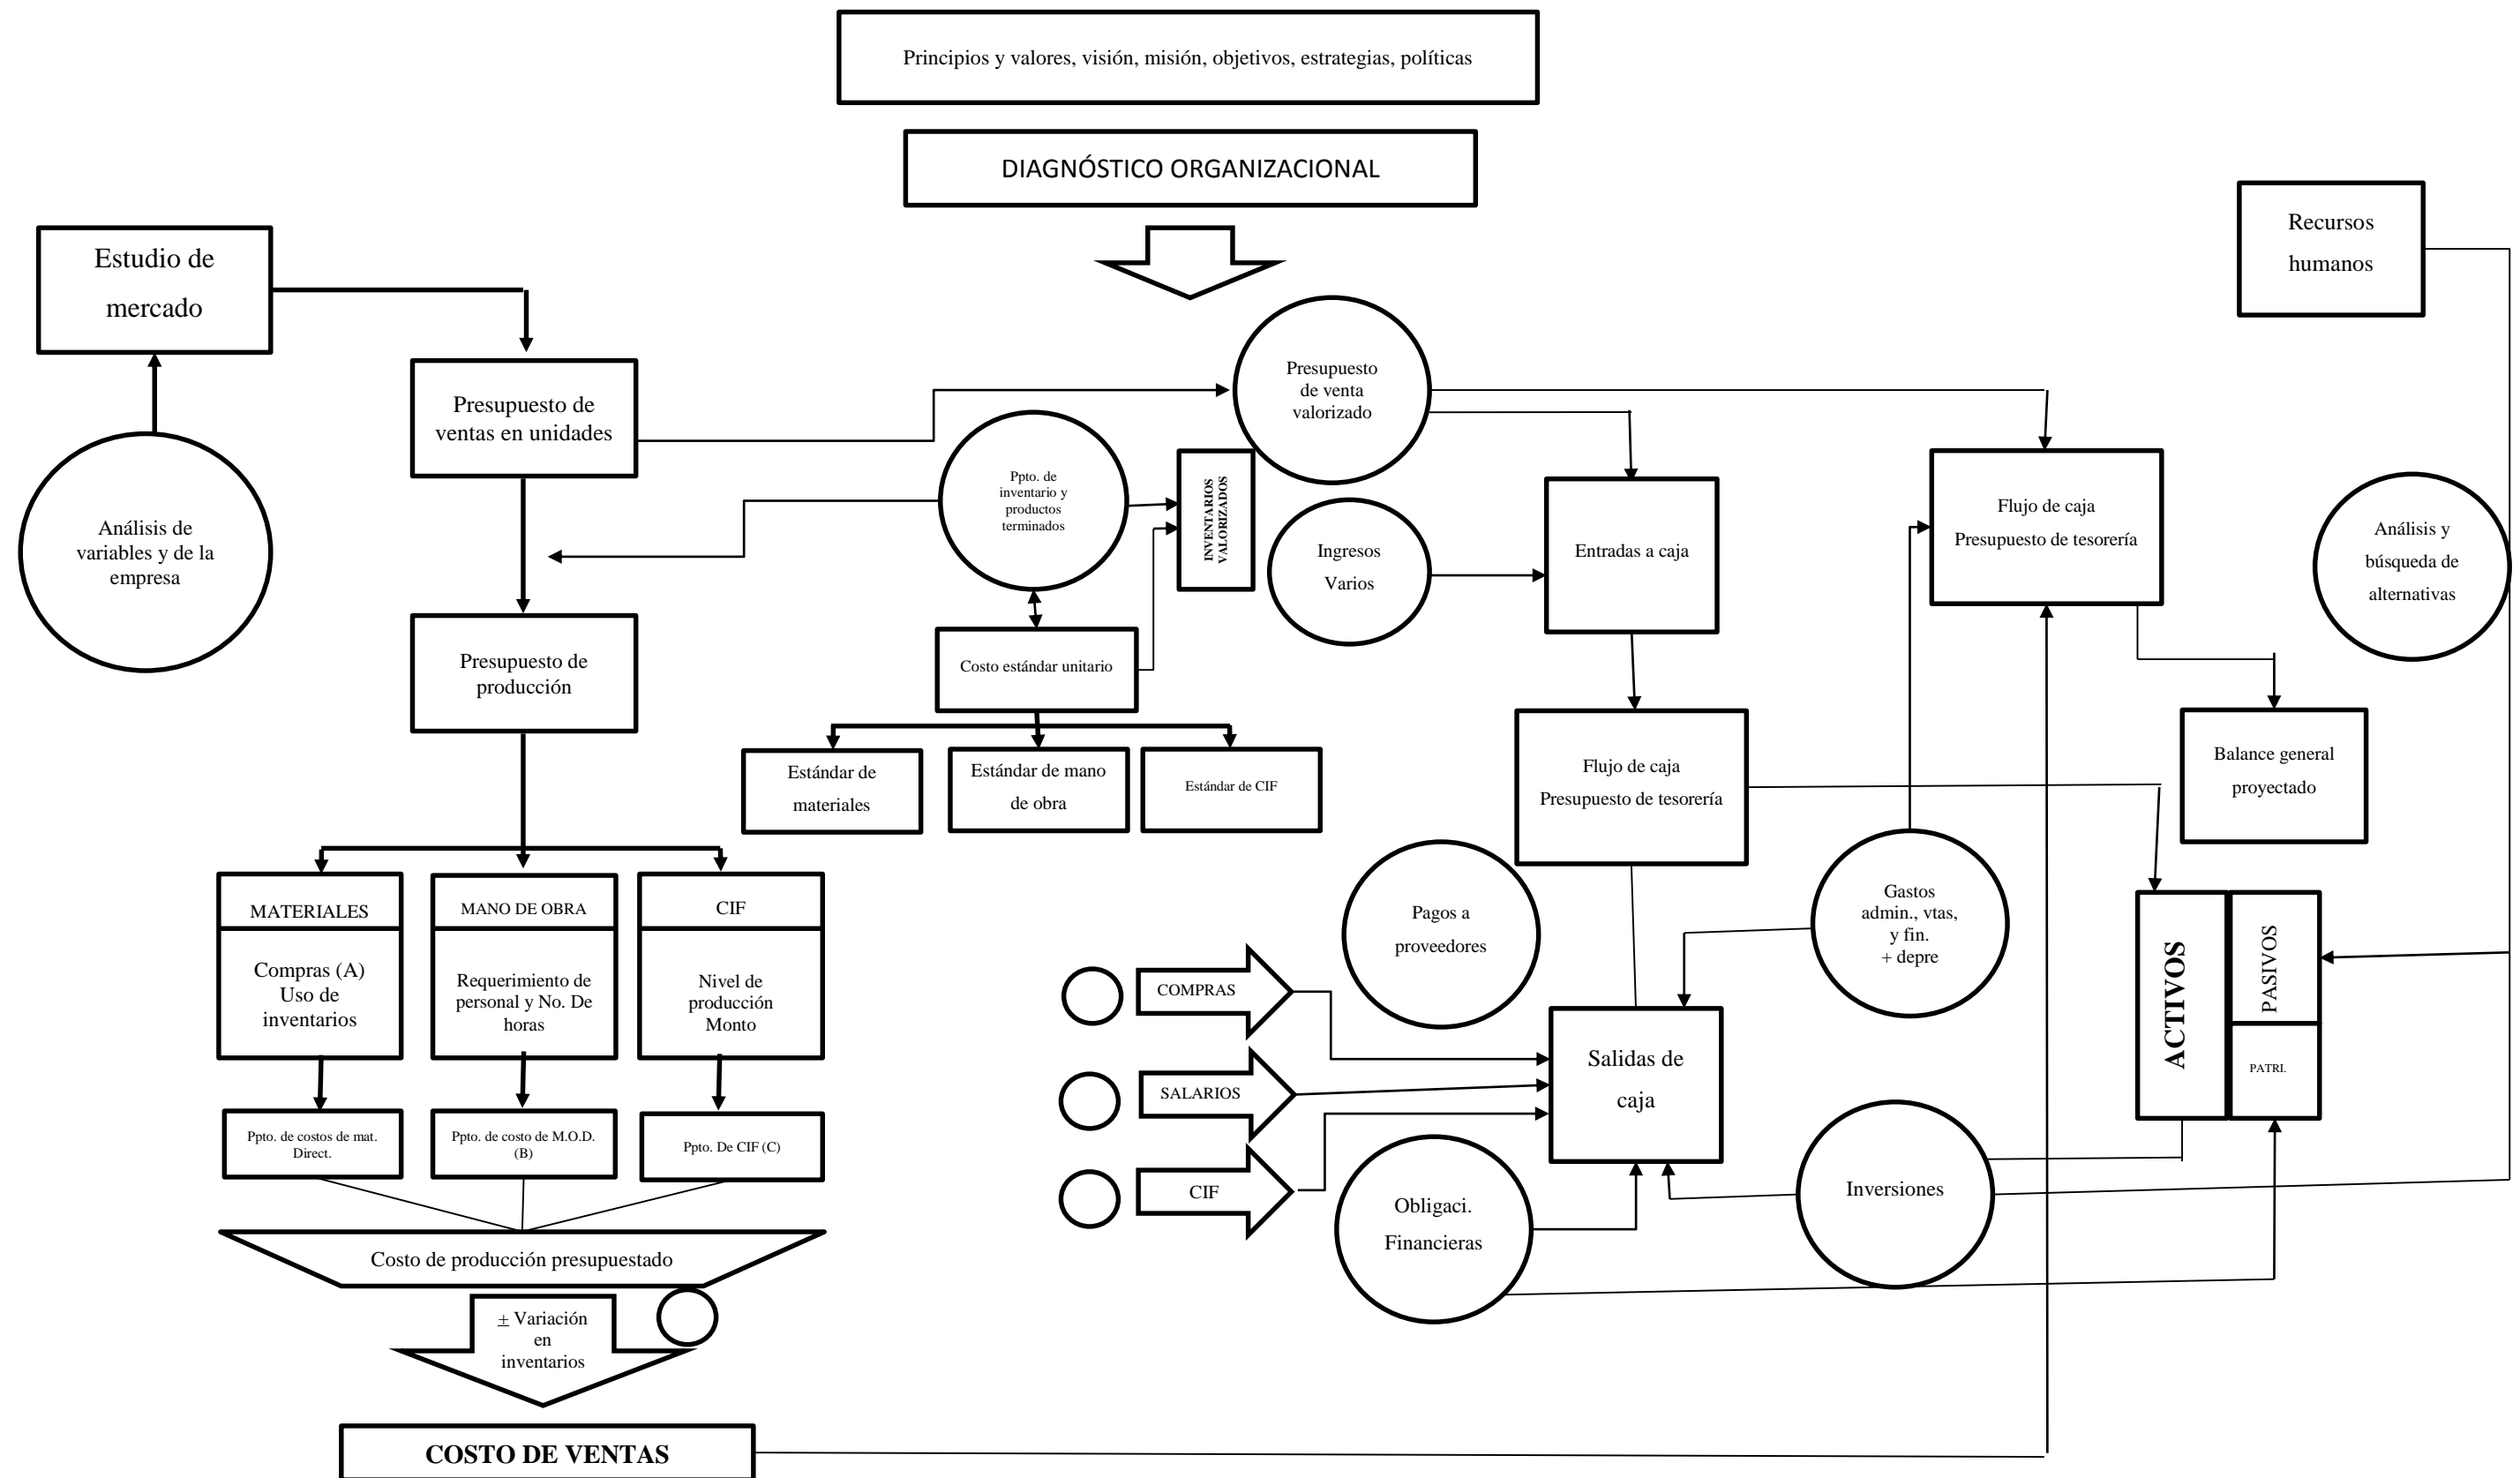 Principios y valores, visión, misión, objetivos, estrategias, políticas
DIAGNÓSTICO ORGANIZACIONAL
Recursos
humanos
Estudio de
mercado
Presupuesto
de venta
valorizado
Presupuesto de
ventas en unidades
Ppto. de
inventario y
productos
terminados
INVENTARIOS
VALORIZADOS
Análisis de
variables y de la
empresa
Ingresos
Varios
Entradas a caja
Flujo de caja
Presupuesto de tesorería
Análisis y
búsqueda de
alternativas
Presupuesto de
producción
Costo estándar unitario
Estándar de
materiales
Estándar de mano
de obra
Estándar de CIF
Flujo de caja
Presupuesto de tesorería
Balance general
proyectado
MATERIALES
Compras (A)
Uso de
inventarios
MANO DE OBRA
Requerimiento de
personal y No. De
horas
CIF
Nivel de
producción
Monto
Pagos a
proveedores
Gastos
admin., vtas,
y fin.
+ depre
ACTIVOS
PASIVOS
PATRI.
COMPRAS
SALARIOS
CIF
Salidas de
caja
Ppto. de costos de mat.
Direct.
Ppto. de costo de M.O.D.
(B)
Ppto. De CIF (C)
Obligaci.
Financieras
Inversiones
Costo de producción presupuestado
± Variación
en
inventarios
COSTO DE VENTAS